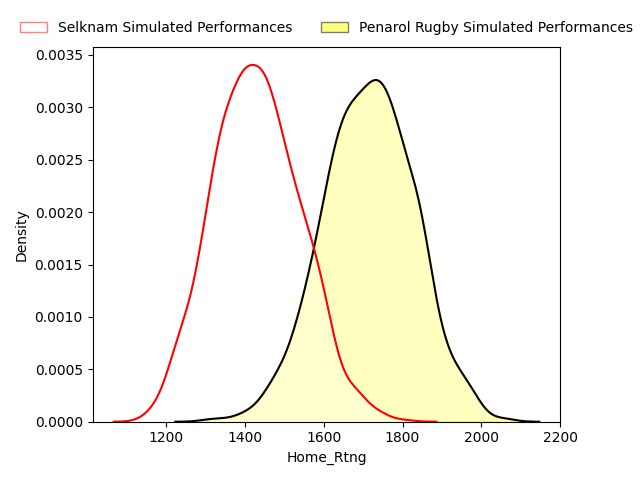 Selknam Simulated Performances Penarol Rugby Simulated Performances
0.0035
0.0030
0.0025
0.0020
0.0015
0.0010
0.0005
0.0000
Density
1200 1400 1600 1800 2000 2200
Home_Rtng